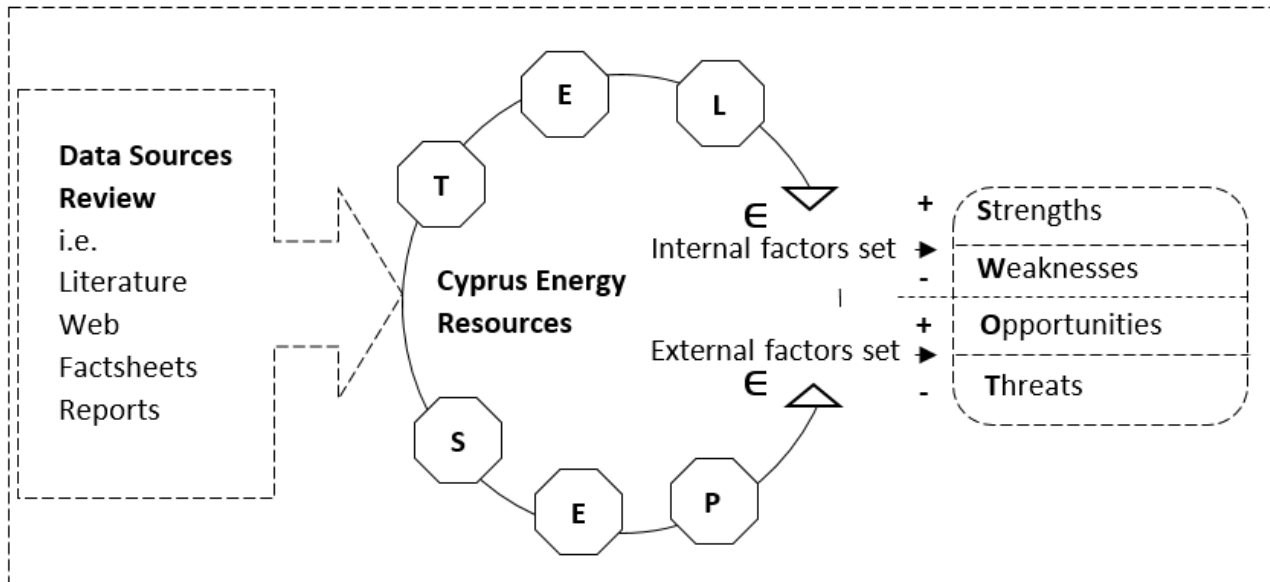 Data Sources
Review
i.e.
Literature
Web
Factsheets
Reports
T
E
L
Cyprus Energy
Resources
S
E
P
∈
Internal factors set
External factors set
∈
+
-
+
-
Strengths
Weaknesses
Opportunities
Threats